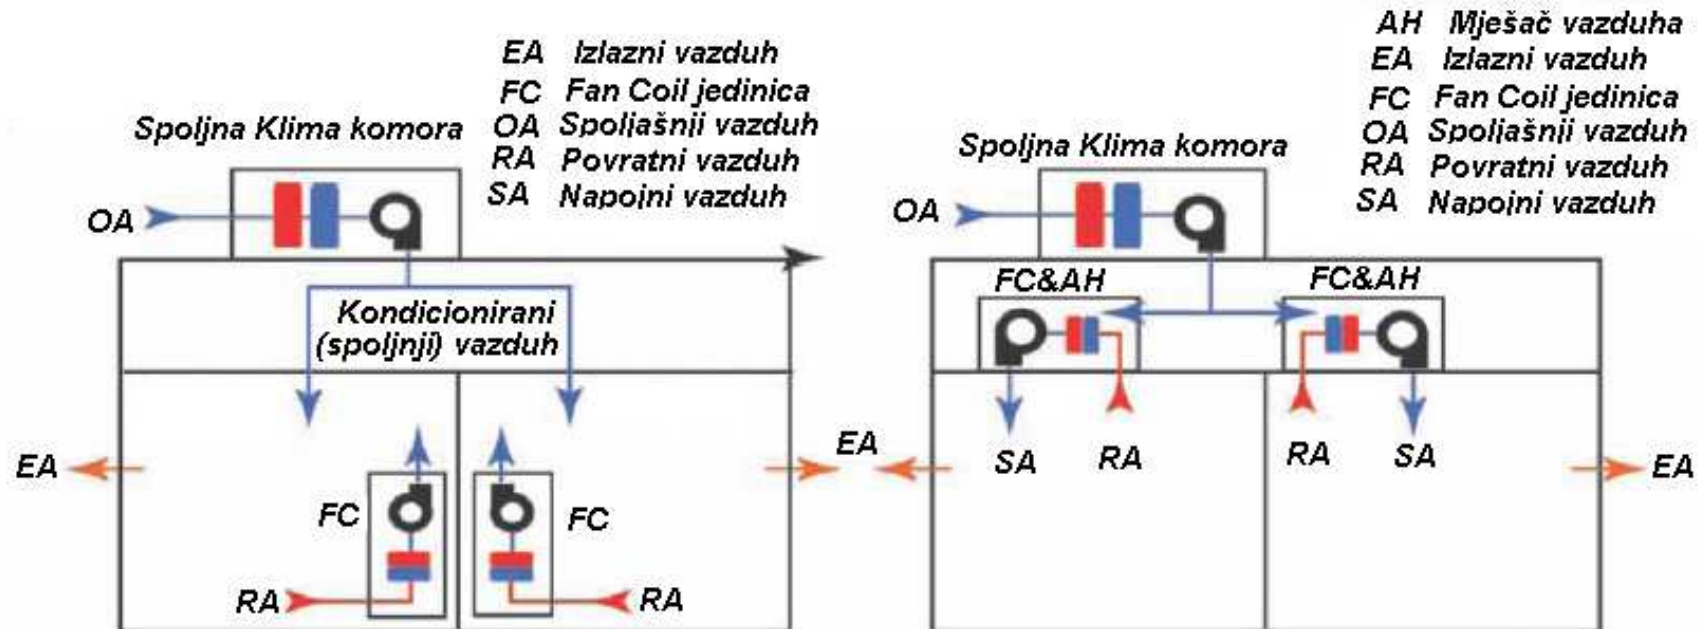 EA Izlazni vazduh
FC Fan Coil jedinica
OA Spoljašnji vazduh
RA Povratni vazduh
SA Napojni vazduh
Spoljna Klima komora
OA
Kondicionirani
(spoljnji) vazduh
EA
EA
FC
FC
RA
RA
AH Mješač vazduha
EA Izlazni vazduh
FC Fan Coil jedinica
OA Spoljašnji vazduh
RA Povratni vazduh
SA Napojni vazduh
Spoljna Klima komora
OA
FC&AH
FC&AH
SA
RA
RA
SA
EA